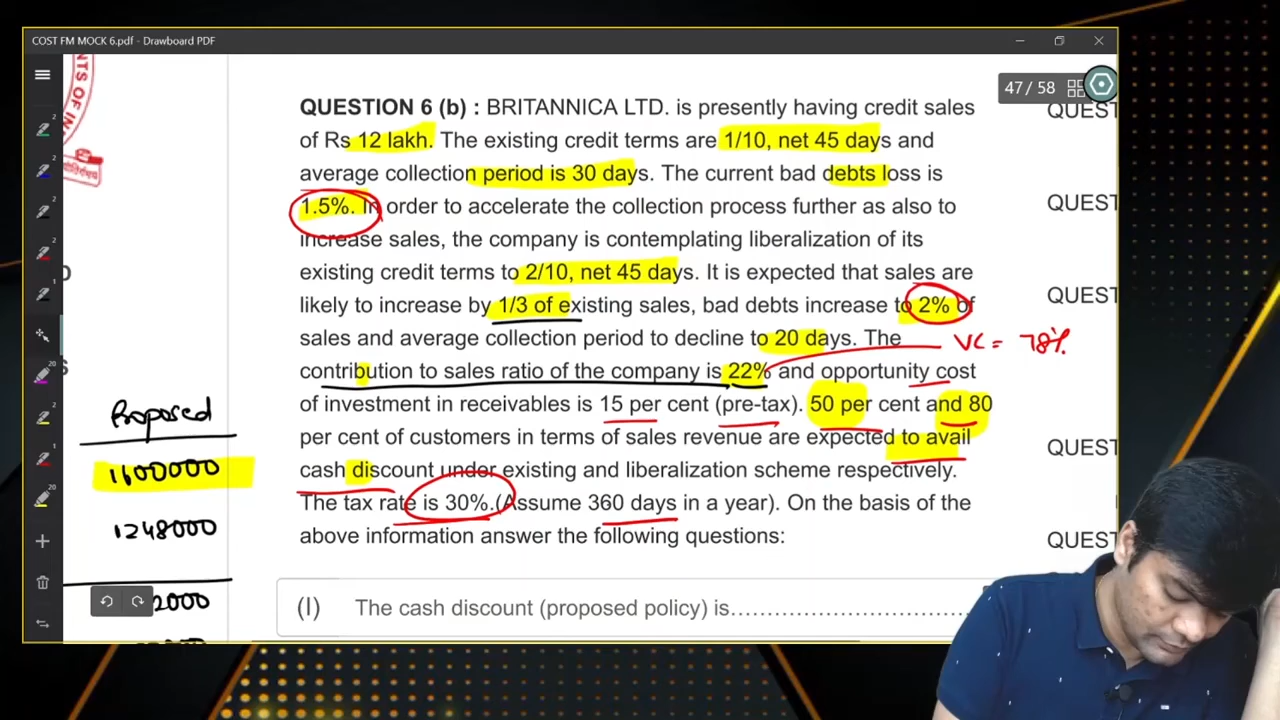 COST FM MOCK 6.pdf - Drawboard PDF
47 / 58
QUESTION 6 (b) : BRITANNICA LTD. is presently having credit sales
of Rs 12 lakh. The existing credit terms are 1/10, net 45 days and
average collection period is 30 days. The current bad debts loss is
1.5%. In order to accelerate the collection process further as also to
increase sales, the company is contemplating liberalization of its
existing credit terms to 2/10, net 45 days. It is expected that sales are
likely to increase by 1/3 of existing sales, bad debts increase to 2% of
sales and average collection period to decline to 20 days. The
VC = 78%
contribution to sales ratio of the company is 22% and opportunity cost
of investment in receivables is 15 per cent (pre-tax). 50 per cent and 80
per cent of customers in terms of sales revenue are expected to avail
cash discount under existing and liberalization scheme respectively.
The tax rate is 30%.(Assume 360 days in a year). On the basis of the
above information answer the following questions:
(I) The cash discount (proposed policy) is
Proposed
1600000
1248000
2000
QUEST
QUEST
QUEST
QUEST
QUEST
NTS OF IN